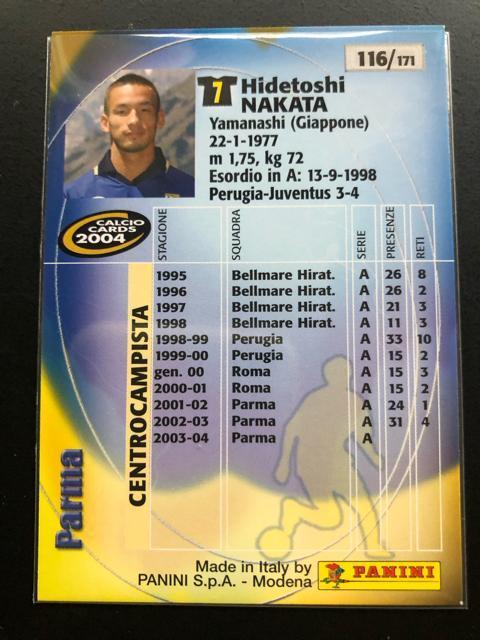 116/171
7
Hidetoshi
NAKATA
Yamanashi (Giappone)
22-1-1977
m 1,75, kg 72
Esordio in A: 13-9-1998
Perugia-Juventus 3-4
CALCIO
CARDS
2004
STAGIONE SQUADRA SERIE PRESENZE RETI
1995 Bellmare Hirat. A 26 8
1996 Bellmare Hirat. A 26 2
1997 Bellmare Hirat. A 21 3
1998 Bellmare Hirat. A 11 3
1998-99 Perugia A 33 10
1999-00 Perugia A 15 2
gen. 00 Roma A 15 3
2000-01 Roma A 15 2
2001-02 Parma A 24 1
2002-03 Parma A 31 4
2003-04 Parma A
CENTROCAMPISTA
Parma
Made in Italy by
PANINI S.p.A. - Modena
PANINI